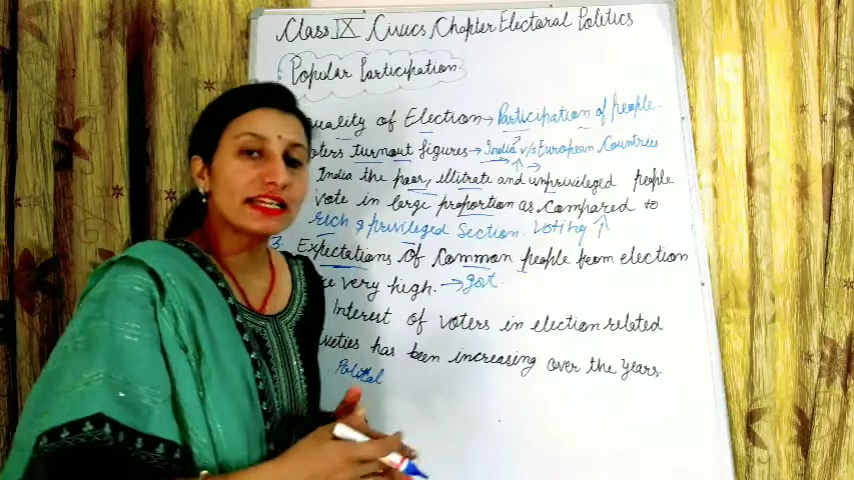 Class IX Civics, Chapter Electoral Politics
Popular Participation
uality of Election → Participation of people
oters turnout figures → India v/s European Countries
India the poor, illitrate and unprivileged people
vote in large proportion as compared to
rich & privileged Section. Voting ↑
3. Expectations of Common people from election
re very high. → govt.
Interest of voters in election related
vities has been increasing over the years.
Political